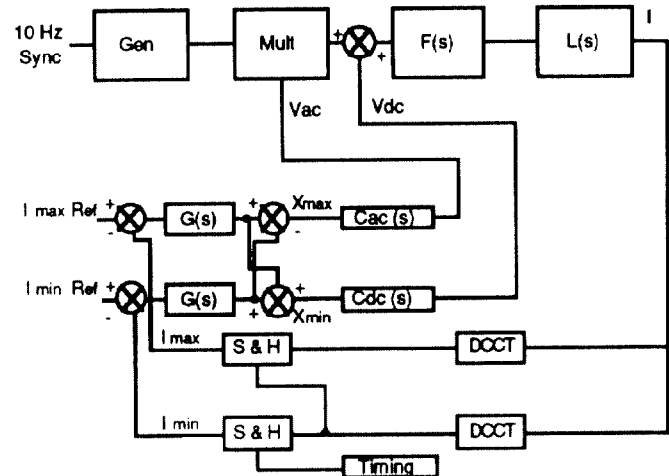 10 Hz
Sync
Gen
Mult
+
+
F(s)
L(s)
I
Vac
Vdc
I max Ref
+
-
G(s)
+
-
Xmax
Cac (s)
I min Ref
+
-
G(s)
+
+
Xmin
Cdc (s)
I max
S & H
DCCT
I min
S & H
DCCT
Timing